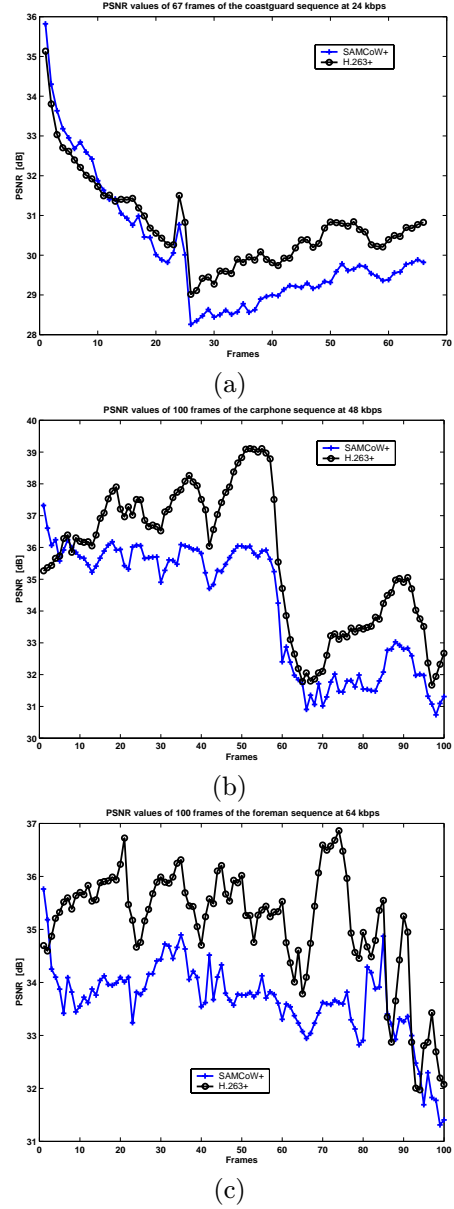 PSNR values of 67 frames of the coastguard sequence at 24 kbps
36
35
34
33
32
31
30
29
28
PSNR [dB]
SAMCoW+
H.263+
0 10 20 30 40 50 60 70
Frames
(a)
PSNR values of 100 frames of the carphone sequence at 48 kbps
40
39
38
37
36
35
34
33
32
31
30
PSNR [dB]
SAMCoW+
H.263+
0 10 20 30 40 50 60 70 80 90 100
Frames
(b)
PSNR values of 100 frames of the foreman sequence at 64 kbps
37
36
35
34
33
32
31
PSNR [dB]
SAMCoW+
H.263+
0 10 20 30 40 50 60 70 80 90 100
Frames
(c)